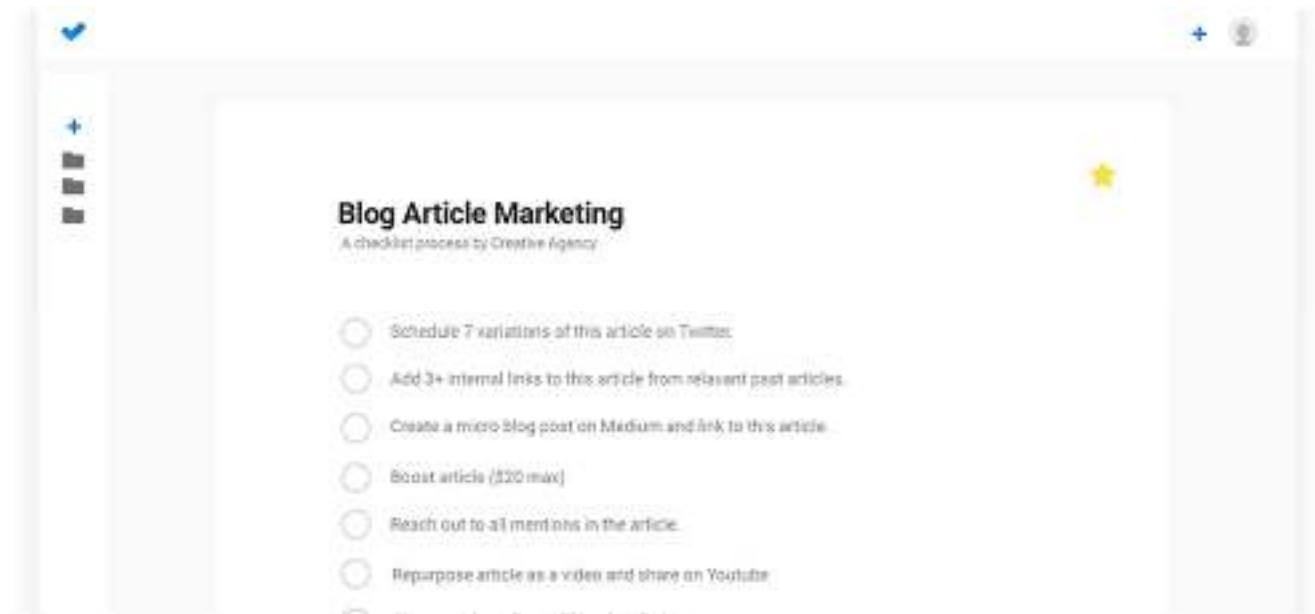 Blog Article Marketing
A checklist process by Creative Agency
Schedule 7 variations of this article on Twitter.
Add 3+ internal links to this article from relavant past articles.
Create a micro blog post on Medium and link to this article.
Boost article ($20 max)
Reach out to all mentions in the article.
Repurpose article as a video and share on Youtube